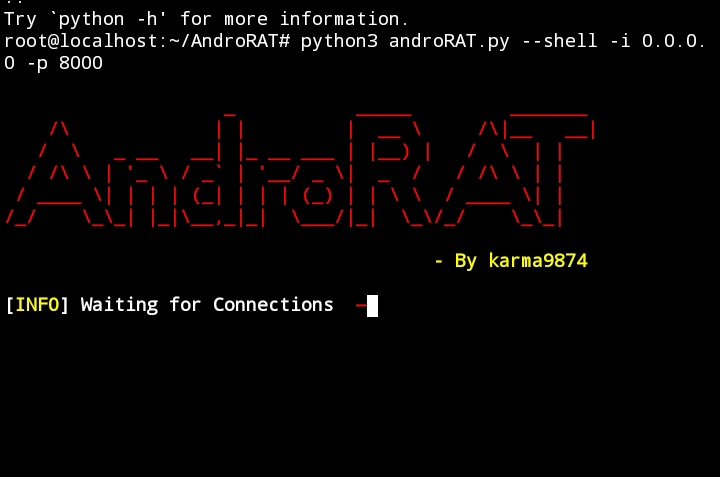 Try `python -h' for more information.
root@localhost:~/AndroRAT# python3 androRAT.py --shell -i 0.0.0.
0 -p 8000
AndroRAT
- By karma9874
[INFO] Waiting for Connections